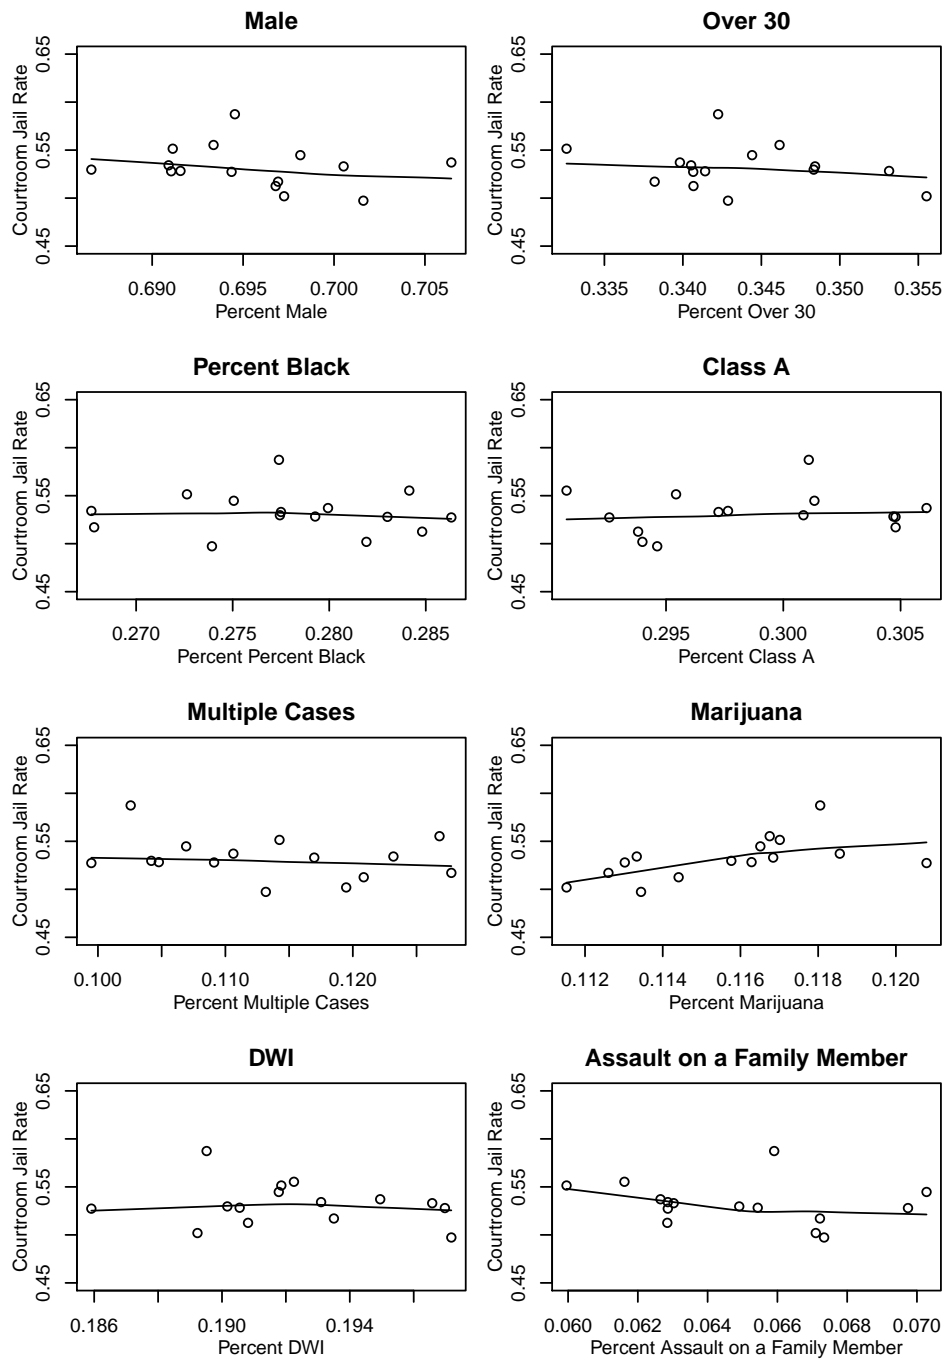 Male
Courtroom Jail Rate
0.65
0.55
0.45
0.690 0.695 0.700 0.705
Percent Male
Over 30
Courtroom Jail Rate
0.65
0.55
0.45
0.335 0.340 0.345 0.350 0.355
Percent Over 30
Percent Black
Courtroom Jail Rate
0.65
0.55
0.45
0.270 0.275 0.280 0.285
Percent Percent Black
Class A
Courtroom Jail Rate
0.65
0.55
0.45
0.295 0.300 0.305
Percent Class A
Multiple Cases
Courtroom Jail Rate
0.65
0.55
0.45
0.100 0.110 0.120
Percent Multiple Cases
Marijuana
Courtroom Jail Rate
0.65
0.55
0.45
0.112 0.114 0.116 0.118 0.120
Percent Marijuana
DWI
Courtroom Jail Rate
0.65
0.55
0.45
0.186 0.190 0.194
Percent DWI
Assault on a Family Member
Courtroom Jail Rate
0.65
0.55
0.45
0.060 0.062 0.064 0.066 0.068 0.070
Percent Assault on a Family Member